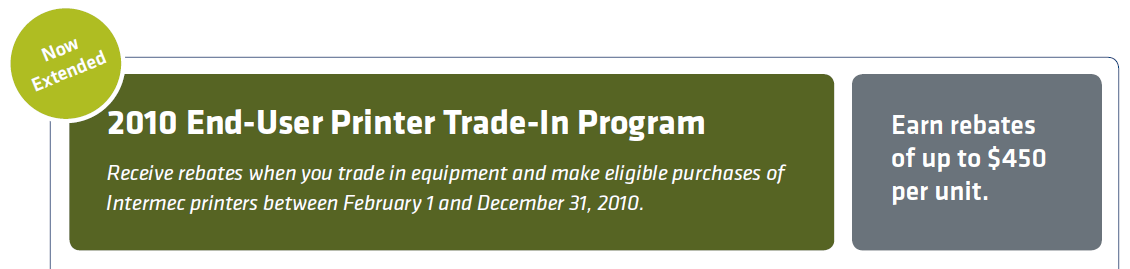 Now
Extended
2010 End-User Printer Trade-In Program
Receive rebates when you trade in equipment and make eligible purchases of
Intermec printers between February 1 and December 31, 2010.
Earn rebates
of up to $450
per unit.